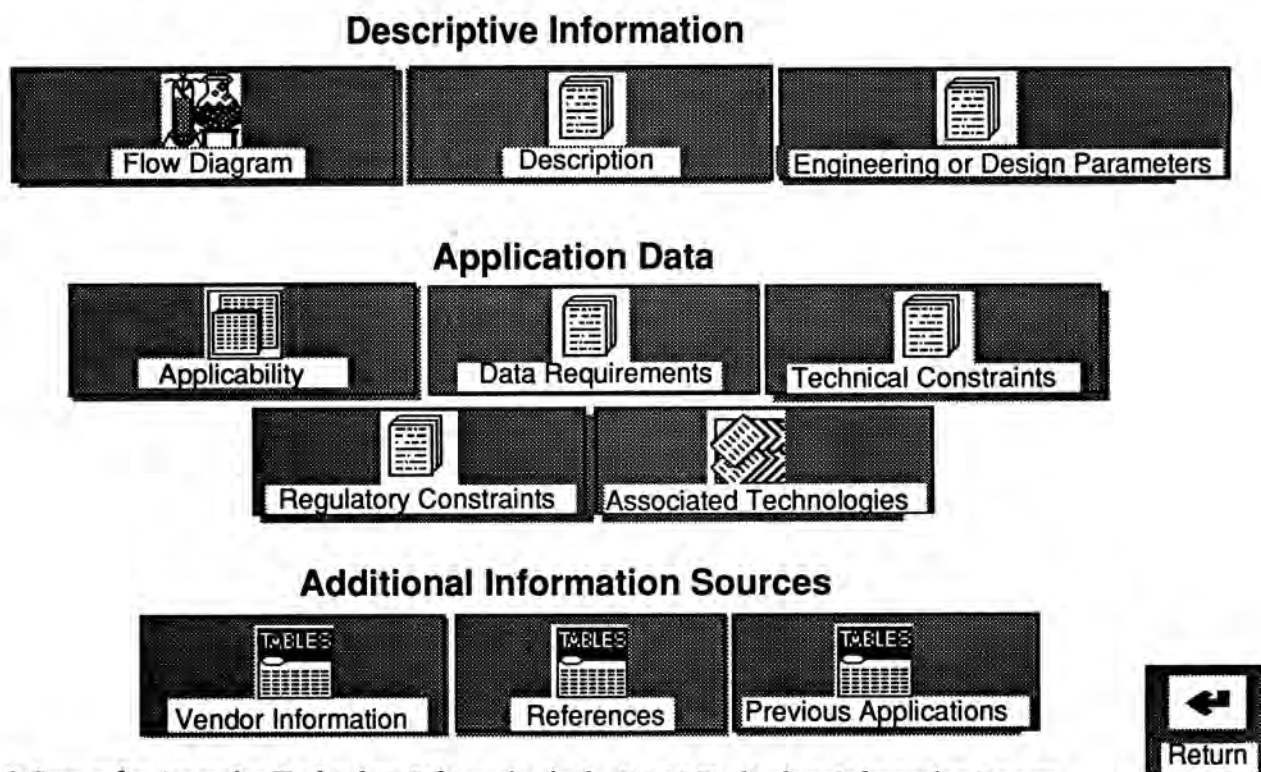 Descriptive Information
Flow Diagram
Description
Engineering or Design Parameters
Application Data
Applicability
Data Requirements
Technical Constraints
Regulatory Constraints
Associated Technologies
Additional Information Sources
TABLES
TABLES
TABLES
Vendor Information
References
Previous Applications
Return